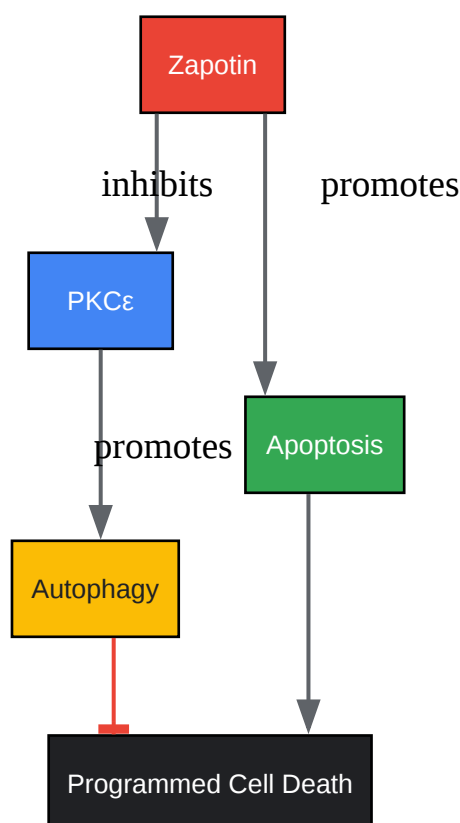 Zapotin
inhibits
promotes
PKCε
promotes
Apoptosis
Autophagy
Programmed Cell Death